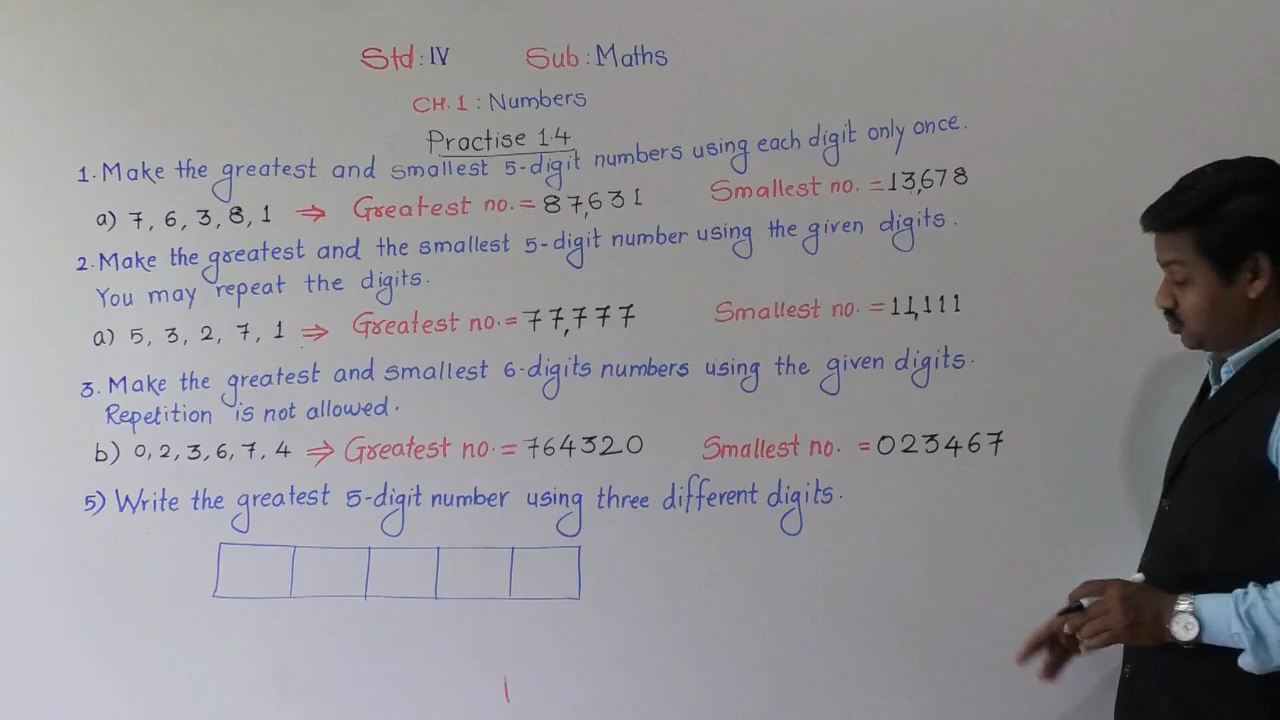 Std: IV Sub: Maths
CH. 1: Numbers
Practise 1.4
1. Make the greatest and smallest 5-digit numbers using each digit only once.
a) 7, 6, 3, 8, 1 ⇒ Greatest no. = 87,631 Smallest no. = 13,678
2. Make the greatest and the smallest 5-digit number using the given digits.
You may repeat the digits.
a) 5, 3, 2, 7, 1 ⇒ Greatest no. = 77,777 Smallest no. = 11,111
3. Make the greatest and smallest 6-digits numbers using the given digits.
Repetition is not allowed.
b) 0, 2, 3, 6, 7, 4 ⇒ Greatest no. = 764320 Smallest no. = 023467
5) Write the greatest 5-digit number using three different digits.